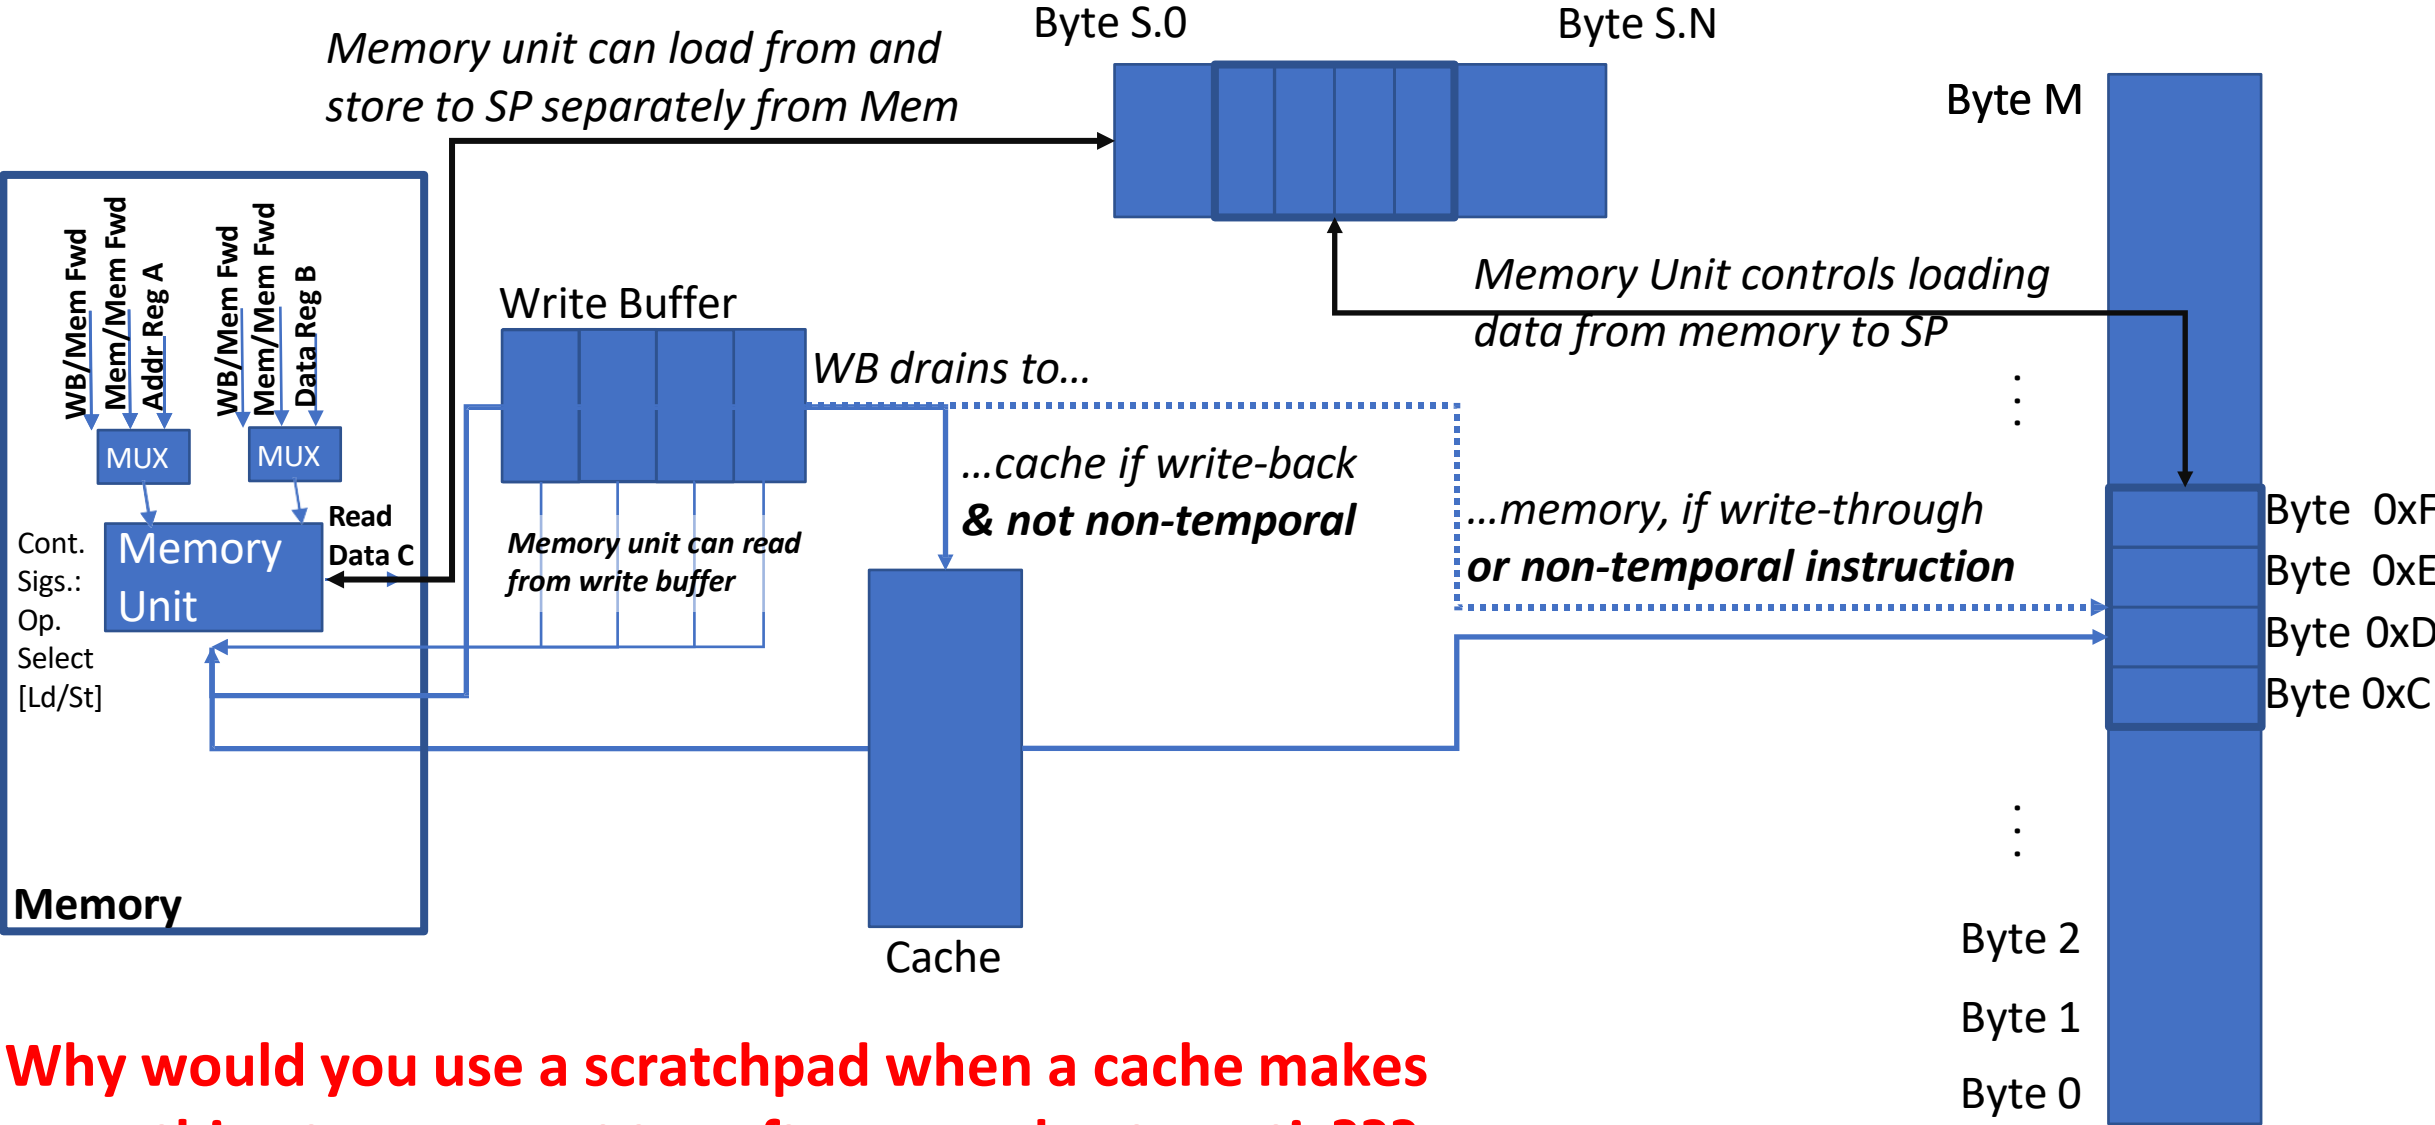 Byte S.0
Byte S.N
Memory unit can load from and
store to SP separately from Mem
Byte M
WB/Mem Fwd
Mem/Mem Fwd
Addr Reg A
WB/Mem Fwd
Mem/Mem Fwd
Data Reg B
Memory Unit controls loading
data from memory to SP
Write Buffer
WB drains to…
MUX
MUX
…cache if write-back
& not non-temporal
…memory, if write-through
or non-temporal instruction
Read
Data C
Cont.
Sigs.:
Op.
Select
[Ld/St]
Memory
Unit
Memory unit can read
from write buffer
⋮
Byte 0xF
Byte 0xE
Byte 0xD
Byte 0xC
⋮
Memory
Cache
Byte 2
Byte 1
Byte 0
Why would you use a scratchpad when a cache makes